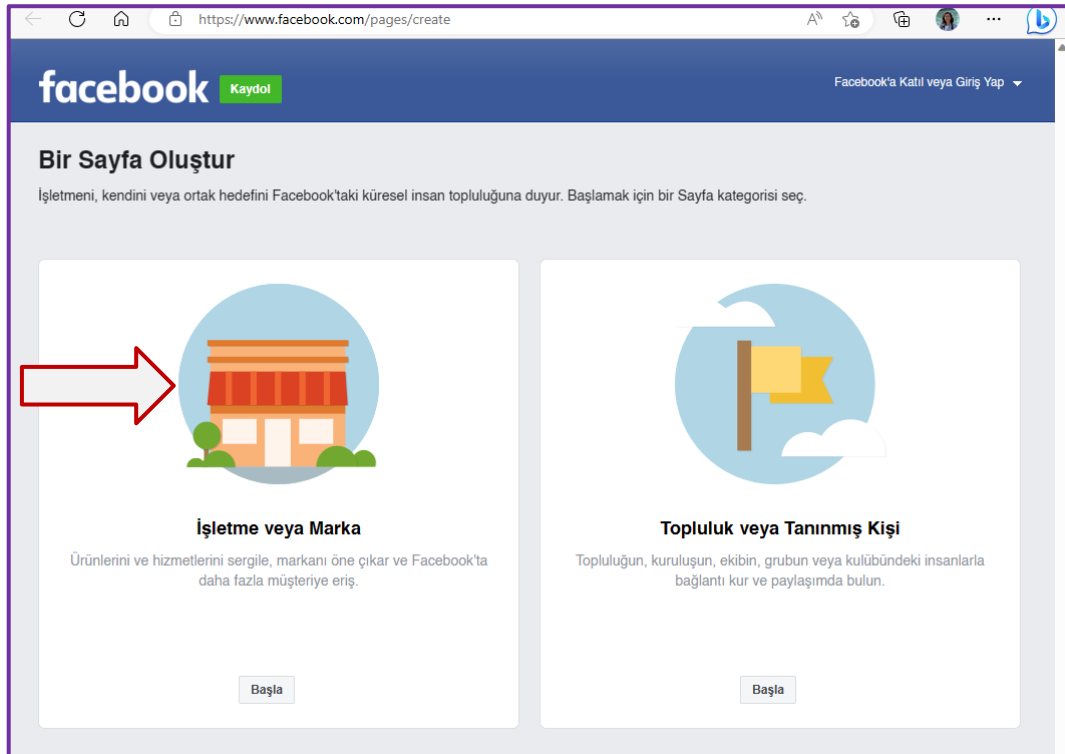 https://www.facebook.com/pages/create
facebook
Kaydol
Facebook'a Katıl veya Giriş Yap
Bir Sayfa Oluştur
İşletmeni, kendini veya ortak hedefini Facebook'taki küresel insan topluluğuna duyur. Başlamak için bir Sayfa kategorisi seç.
İşletme veya Marka
Ürünlerini ve hizmetlerini sergile, markanı öne çıkar ve Facebook'ta
daha fazla müşteriye eriş.
Başla
Topluluk veya Tanınmış Kişi
Topluluğun, kuruluşun, ekibin, grubun veya kulübündeki insanlarla
bağlantı kur ve paylaşımda bulun.
Başla